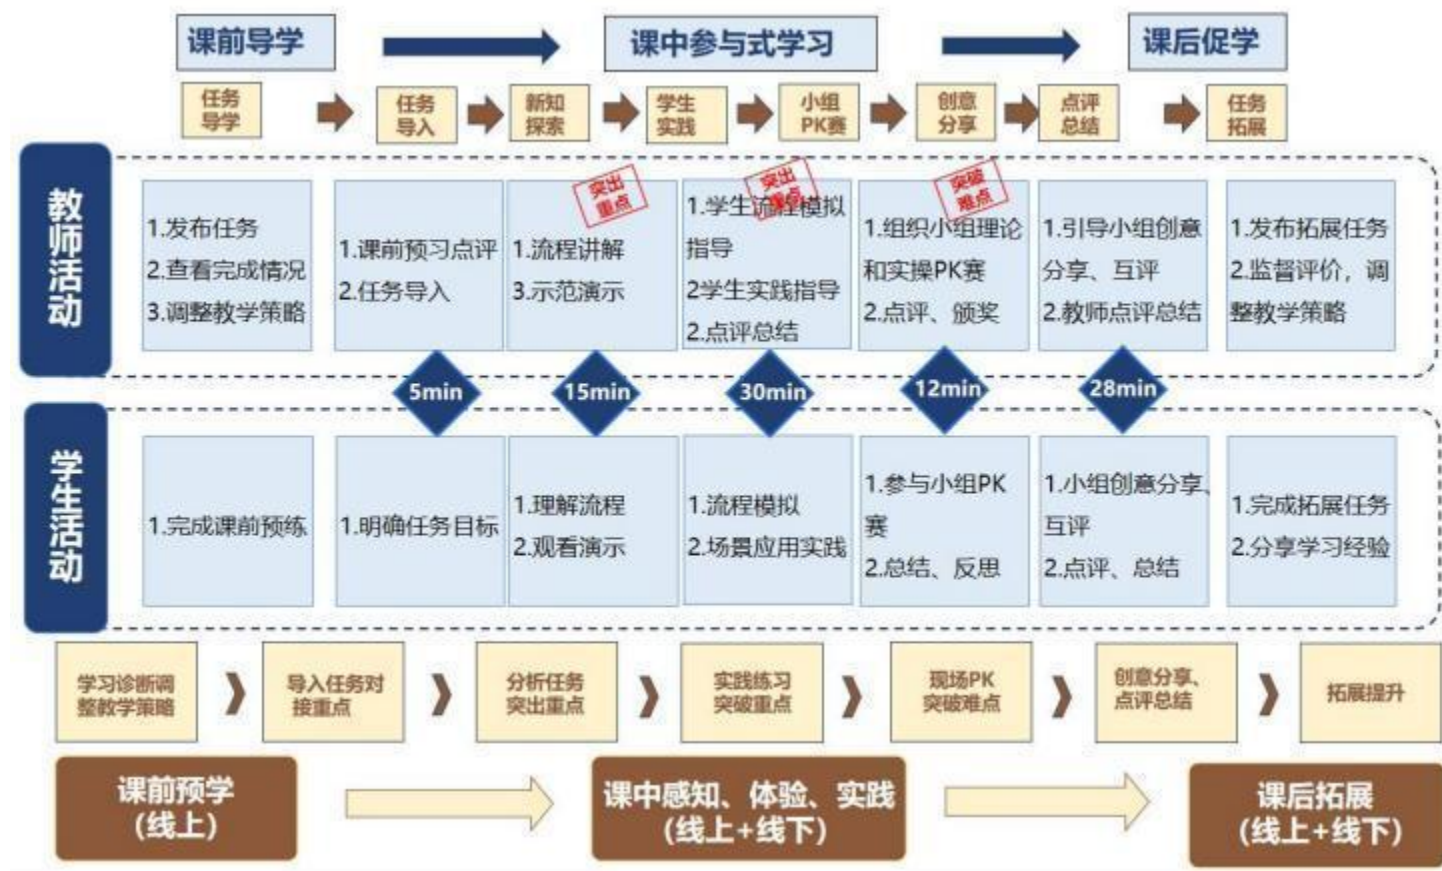 课前导学
课中参与式学习
课后促学
任务
导学
任务
导入
新知
探索
学生
实践
小组
PK赛
创意
分享
点评
总结
任务
拓展
教师活动
1.发布任务
2.查看完成情况
3.调整教学策略
1.课前预习点评
2.任务导入
突出
重点
1.流程讲解
3.示范演示
突出
重点
1.学生流程模拟
指导
2学生实践指导
2.点评总结
突破
难点
1.组织小组理论
和实操PK赛
2.点评、颁奖
1.引导小组创意
分享、互评
2.教师点评总结
1.发布拓展任务
2.监督评价，调
整教学策略
5min
15min
30min
12min
28min
学生活动
1.完成课前预练
1.明确任务目标
1.理解流程
2.观看演示
1.流程模拟
2.场景应用实践
1.参与小组PK
赛
2.总结、反思
1.小组创意分享、
互评
2.点评、总结
1.完成拓展任务
2.分享学习经验
学习诊断调
整教学策略
导入任务对
接重点
分析任务
突出重点
实践练习
突破重点
现场PK
突破难点
创意分享、
点评总结
拓展提升
课前预学
（线上）
课中感知、体验、实践
（线上+线下）
课后拓展
（线上+线下）